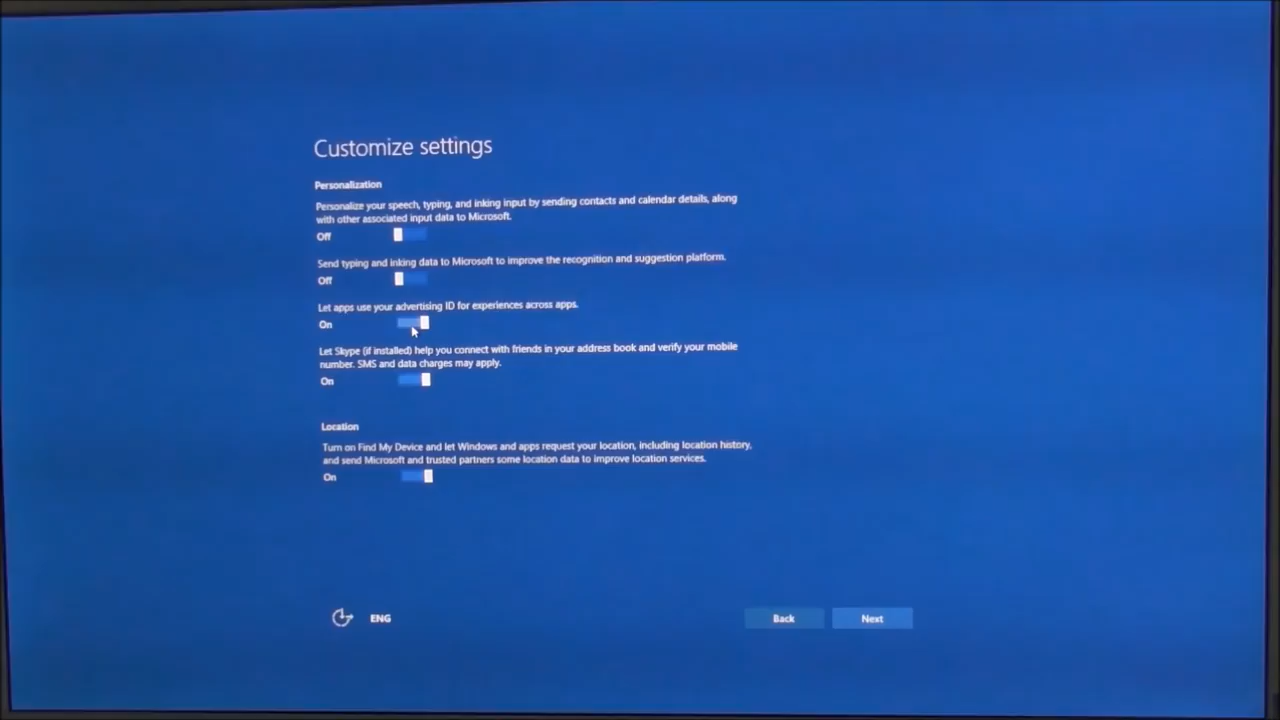 Customize settings
Personalization
Personalize your speech, typing, and inking input by sending contacts and calendar details, along
with other associated input data to Microsoft.
Off
Send typing and inking data to Microsoft to improve the recognition and suggestion platform.
Off
Let apps use your advertising ID for experiences across apps.
On
Let Skype (if installed) help you connect with friends in your address book and verify your mobile
number. SMS and data charges may apply.
On
Location
Turn on Find My Device and let Windows and apps request your location, including location history,
and send Microsoft and trusted partners some location data to improve location services.
On
ENG
Back
Next